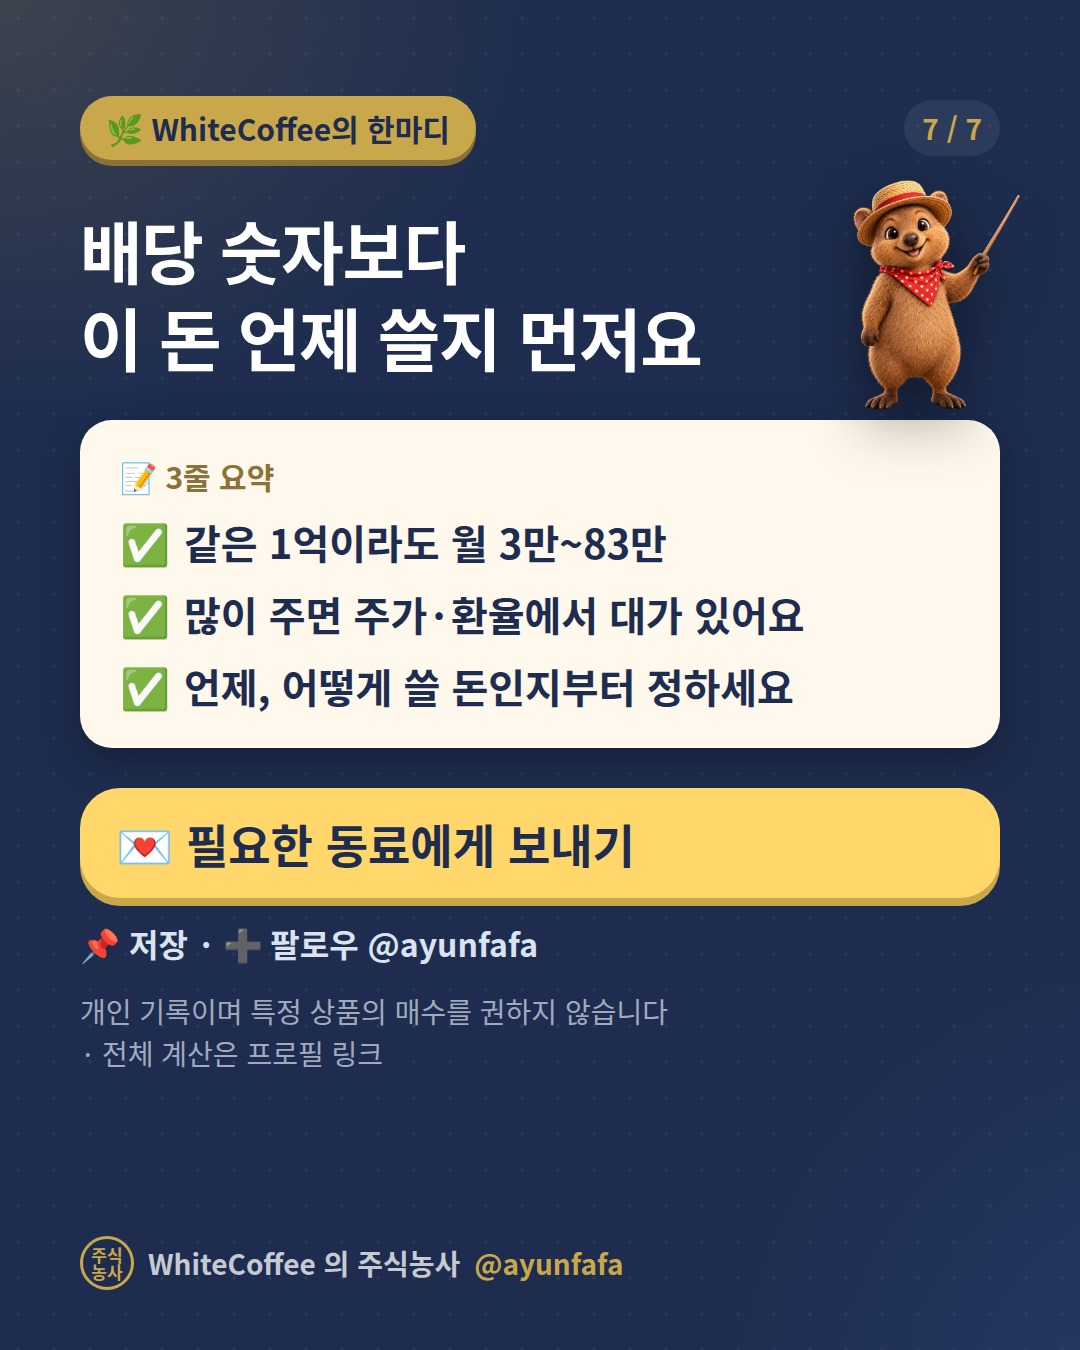 🌿 WhiteCoffee의 한마디
7 / 7
배당 숫자보다
이 돈 언제 쓸지 먼저요
📝 3줄 요약
✅ 같은 1억이라도 월 3만~83만
✅ 많이 주면 주가·환율에서 대가 있어요
✅ 언제, 어떻게 쓸 돈인지부터 정하세요
💌 필요한 동료에게 보내기
📌 저장 · ➕ 팔로우 @ayunfafa
개인 기록이며 특정 상품의 매수를 권하지 않습니다
· 전체 계산은 프로필 링크
주식
농사
WhiteCoffee 의 주식농사 @ayunfafa